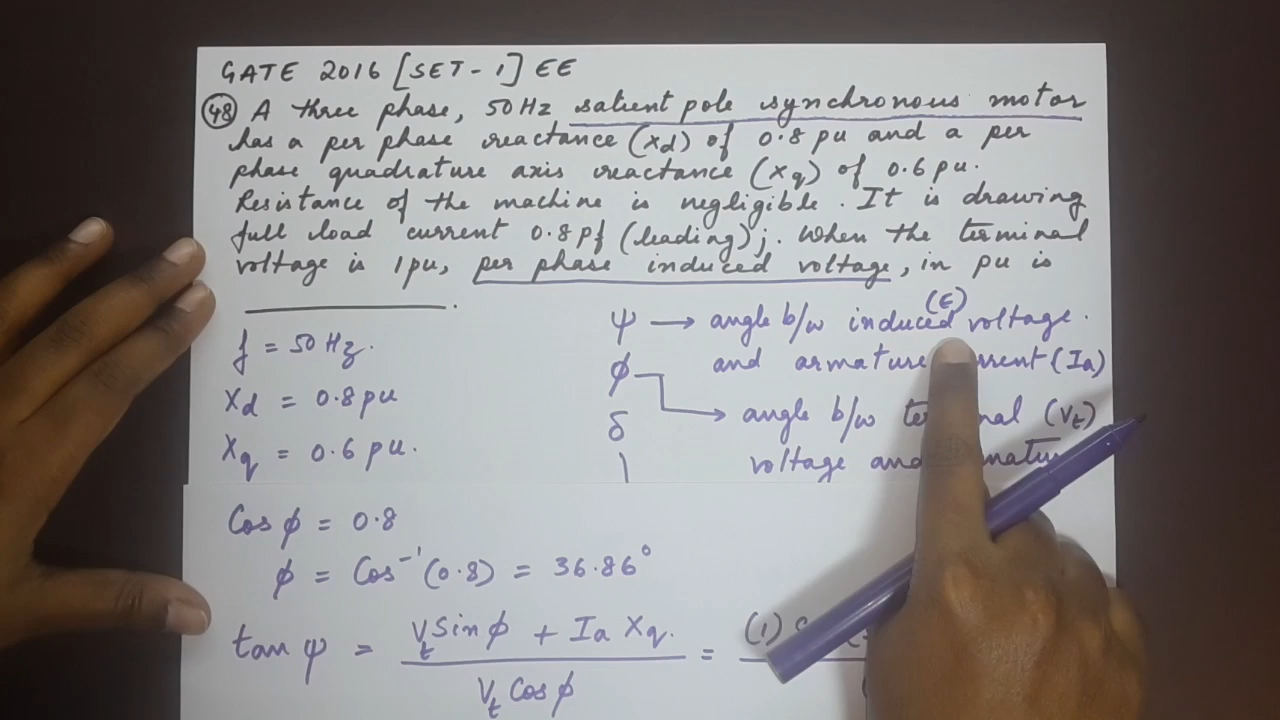 GATE 2016 [SET-1] EE
(48) A three phase, 50Hz salient pole synchronous motor
has a per phase reactance (Xd) of 0.8 pu and a per
phase quadrature axis reactance (Xq) of 0.6 pu.
Resistance of the machine is negligible. It is drawing
full load current 0.8 pf (leading);. When the terminal
voltage is 1 pu, per phase induced voltage, in pu is
______.
f = 50 Hz.
Xd = 0.8 pu
Xq = 0.6 pu.
ψ → angle b/w induced (E) voltage.
and armature (Ia)
ϕ → angle b/w (Vt)
δ voltage and
Cos ϕ = 0.8
ϕ = Cos⁻¹(0.8) = 36.86°
tan ψ = Vt Sin ϕ + Ia Xq. / Vt Cos ϕ = (1)